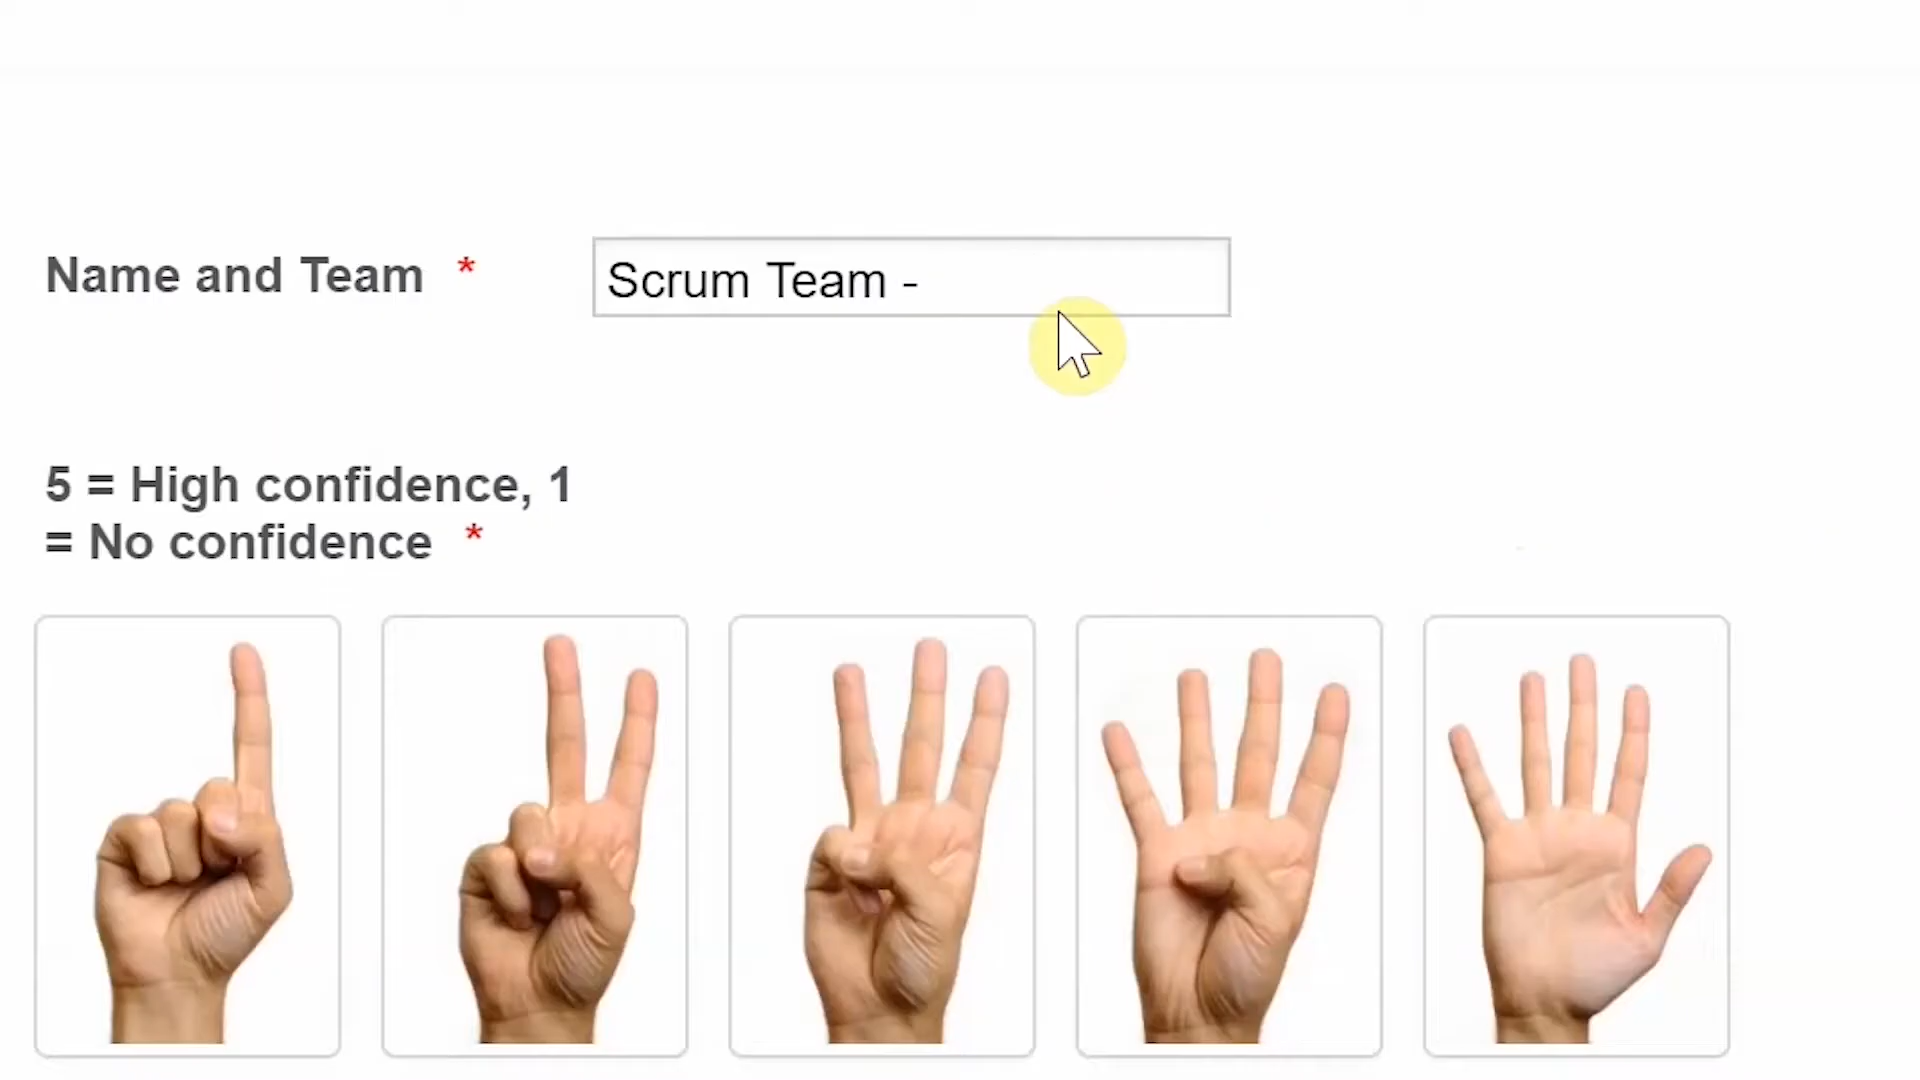 Name and Team *
Scrum Team -
5 = High confidence, 1
= No confidence *